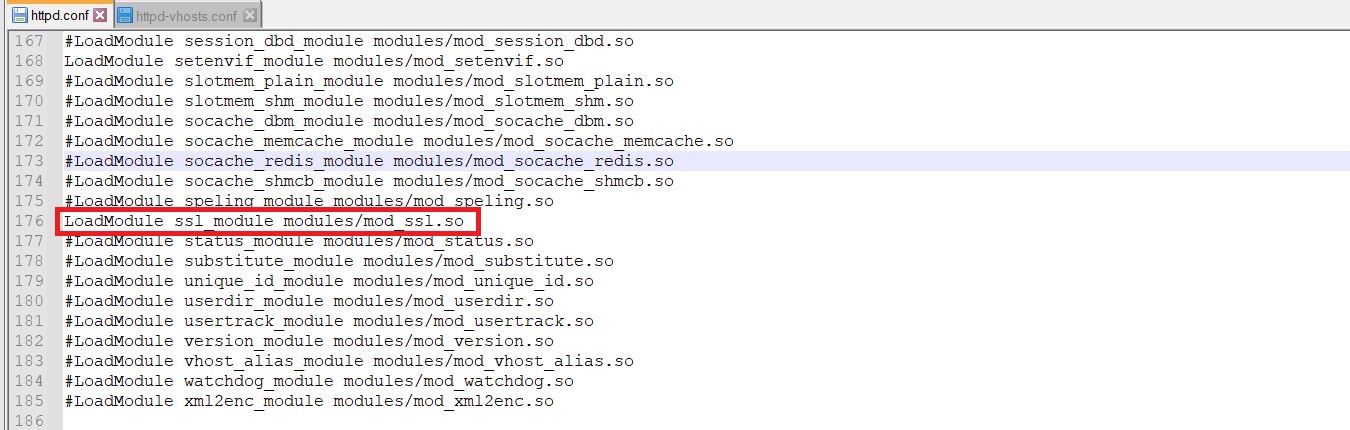 httpd.conf httpd-vhosts.conf
167 #LoadModule session_dbd_module modules/mod_session_dbd.so
168 LoadModule setenvif_module modules/mod_setenvif.so
169 #LoadModule slotmem_plain_module modules/mod_slotmem_plain.so
170 #LoadModule slotmem_shm_module modules/mod_slotmem_shm.so
171 #LoadModule socache_dbm_module modules/mod_socache_dbm.so
172 #LoadModule socache_memcache_module modules/mod_socache_memcache.so
173 #LoadModule socache_redis_module modules/mod_socache_redis.so
174 #LoadModule socache_shmcb_module modules/mod_socache_shmcb.so
175 #LoadModule speling_module modules/mod_speling.so
176 LoadModule ssl_module modules/mod_ssl.so
177 #LoadModule status_module modules/mod_status.so
178 #LoadModule substitute_module modules/mod_substitute.so
179 #LoadModule unique_id_module modules/mod_unique_id.so
180 #LoadModule userdir_module modules/mod_userdir.so
181 #LoadModule usertrack_module modules/mod_usertrack.so
182 #LoadModule version_module modules/mod_version.so
183 #LoadModule vhost_alias_module modules/mod_vhost_alias.so
184 #LoadModule watchdog_module modules/mod_watchdog.so
185 #LoadModule xml2enc_module modules/mod_xml2enc.so
186